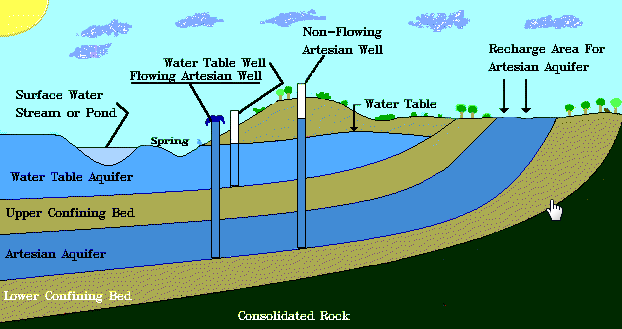 Non-Flowing
Artesian Well
Water Table Well
Flowing Artesian Well
Recharge Area For
Artesian Aquifer
Surface Water
Stream or Pond
Water Table
Spring
Water Table Aquifer
Upper Confining Bed
Artesian Aquifer
Lower Confining Bed
Consolidated Rock